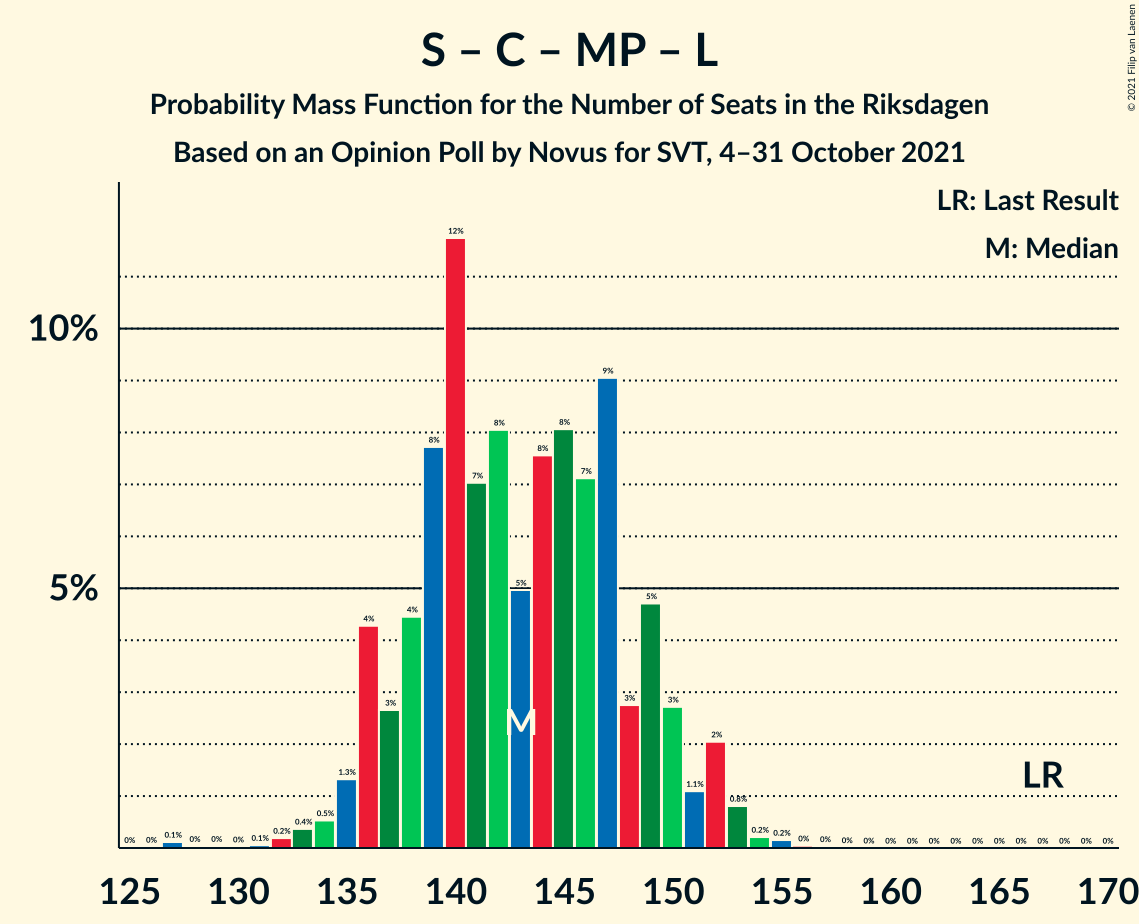 S – C – MP – L
Probability Mass Function for the Number of Seats in the Riksdagen
Based on an Opinion Poll by Novus for SVT, 4–31 October 2021
© 2021 Filip van Laenen
LR: Last Result
M: Median
10%
5%
0% 0% 0.1% 0% 0% 0% 0.1% 0.2% 0.4% 0.5% 1.3% 4% 3% 4% 8% 12% 7% 8% 5% 8% 8% 7% 9% 3% 5% 3% 1.1% 2% 0.8% 0.2% 0.2% 0% 0% 0% 0% 0% 0% 0% 0% 0% 0% 0% 0% 0% 0% 0%
M
LR
125 130 135 140 145 150 155 160 165 170